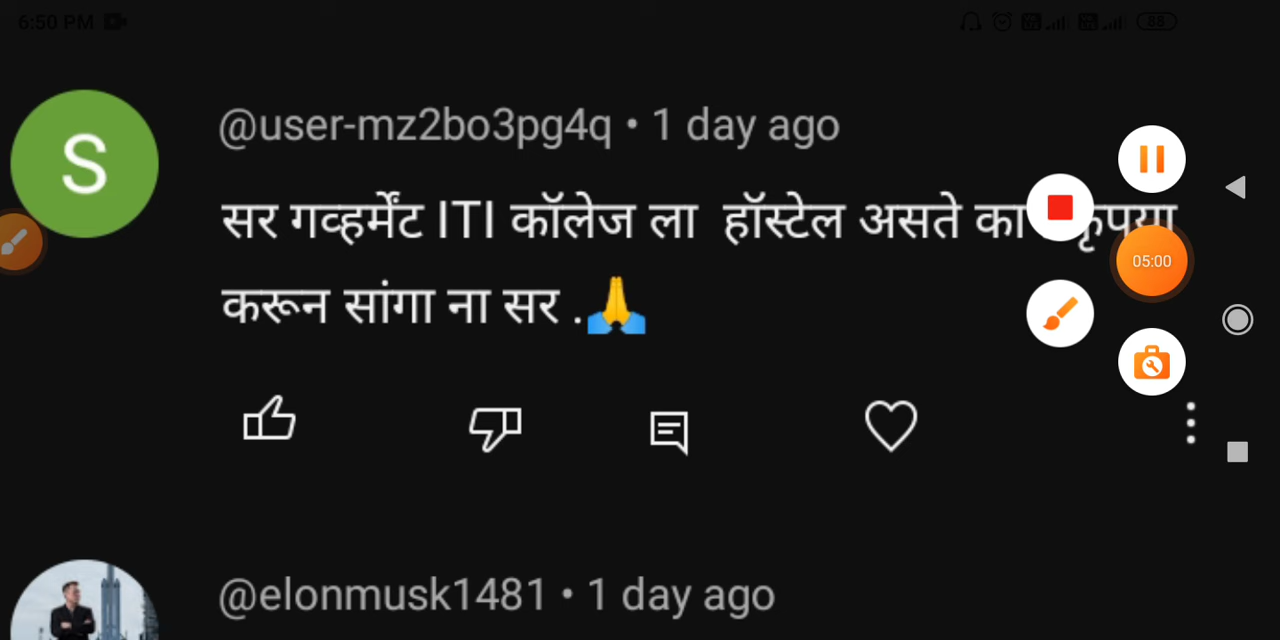 6:50 PM
88
S
@user-mz2bo3pg4q • 1 day ago
सर गव्हर्मेंट ITI कॉलेज ला हॉस्टेल असते का कृपया
05:00
करून सांगा ना सर .🙏
@elonmusk1481 • 1 day ago